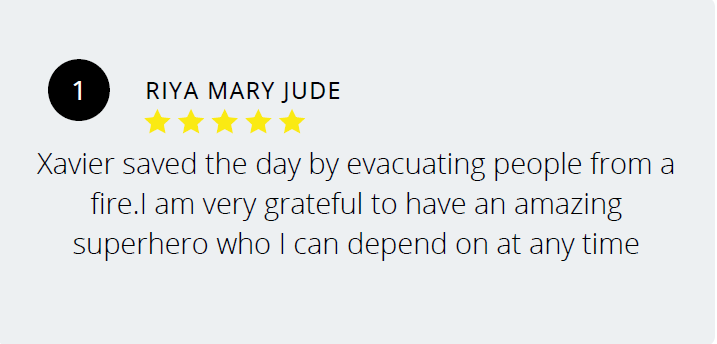 1
RIYA MARY JUDE
Xavier saved the day by evacuating people from a
fire.I am very grateful to have an amazing
superhero who I can depend on at any time